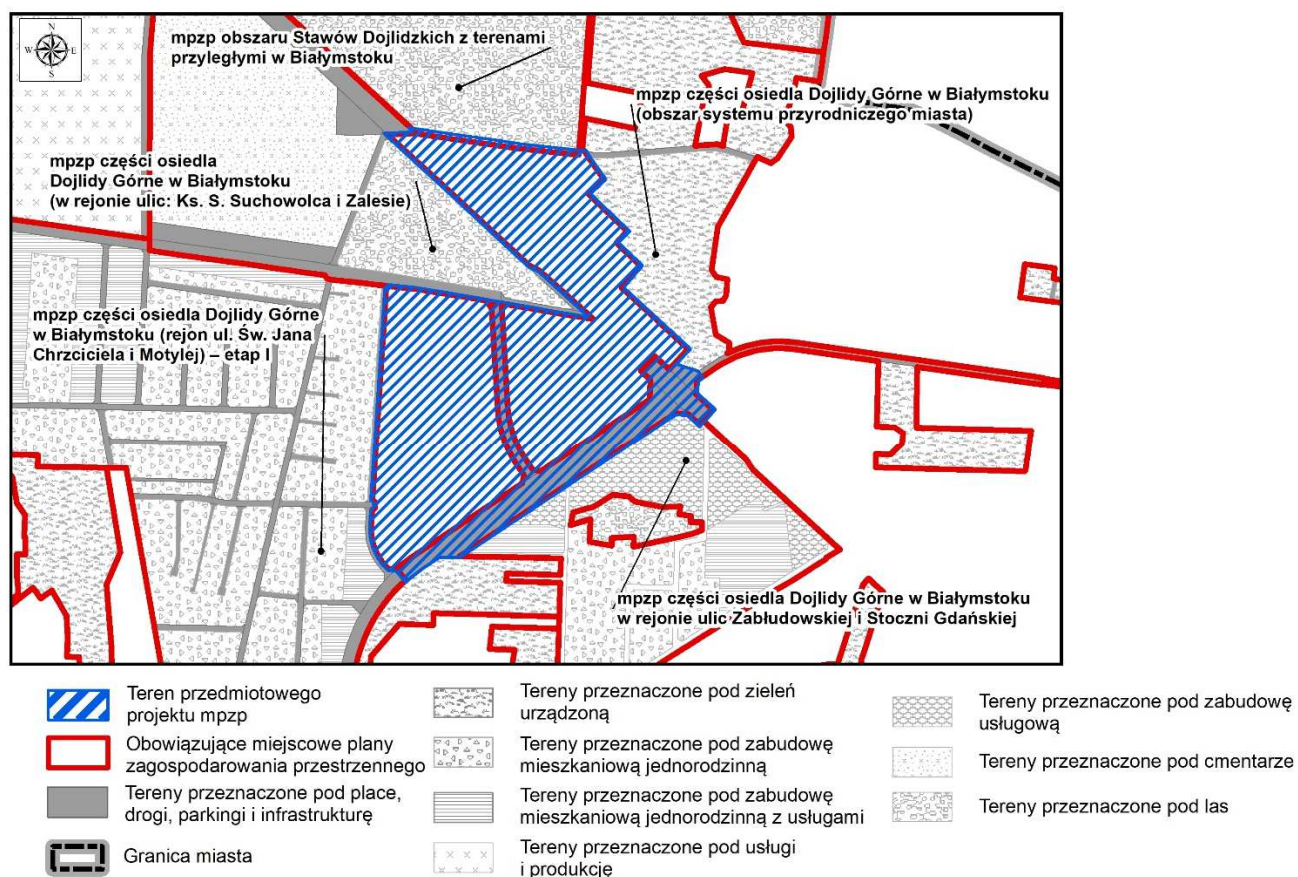 N
W E
S
mpzp obszaru Stawów Dojlidzkich z terenami
przyległymi w Białymstoku
mpzp części osiedla Dojlidy Górne w Białymstoku
(obszar systemu przyrodniczego miasta)
mpzp części osiedla
Dojlidy Górne w Białymstoku
(w rejonie ulic: Ks. S. Suchowolca i Zalesie)
mpzp części osiedla Dojlidy Górne
w Białymstoku (rejon ul. Św. Jana
Chrzciciela i Motylej) – etap I
mpzp części osiedla Dojlidy Górne w Białymstoku
w rejonie ulic Zabłudowskiej i Stoczni Gdańskiej
Teren przedmiotowego
projektu mpzp
Obowiązujące miejscowe plany
zagospodarowania przestrzennego
Tereny przeznaczone pod place,
drogi, parkingi i infrastrukturę
Granica miasta
Tereny przeznaczone pod zieleń
urządzoną
Tereny przeznaczone pod zabudowę
mieszkaniową jednorodzinną
Tereny przeznaczone pod zabudowę
mieszkaniową jednorodzinną z usługami
Tereny przeznaczone pod usługi
i produkcję
Tereny przeznaczone pod zabudowę
usługową
Tereny przeznaczone pod cmentarze
Tereny przeznaczone pod las